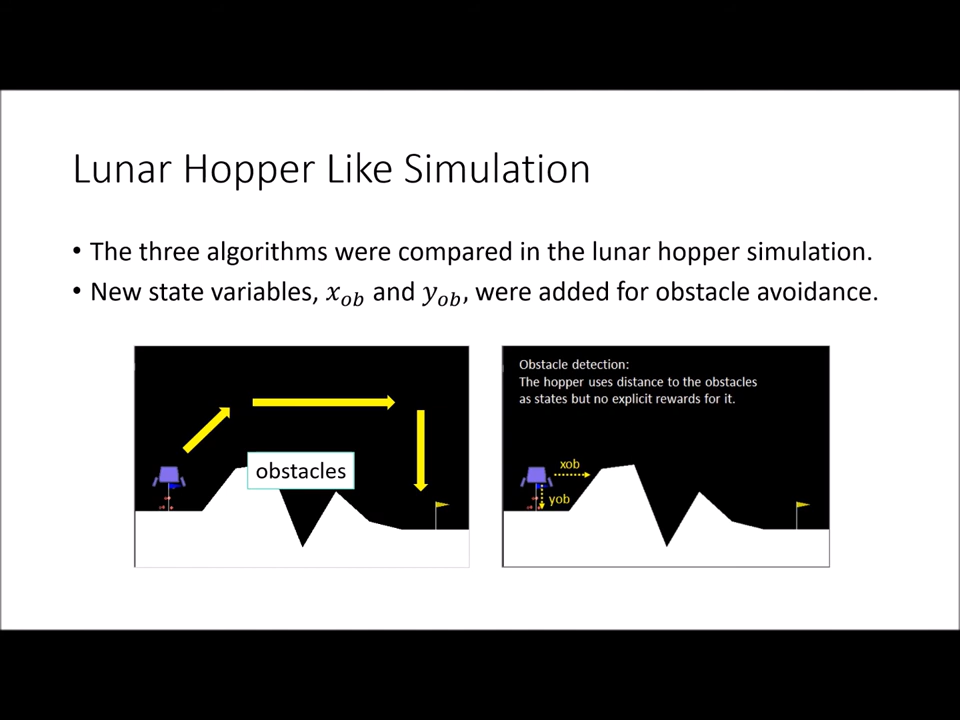 Lunar Hopper Like Simulation
• The three algorithms were compared in the lunar hopper simulation.
• New state variables, x_ob and y_ob, were added for obstacle avoidance.
obstacles
Obstacle detection:
The hopper uses distance to the obstacles
as states but no explicit rewards for it.
xob
yob